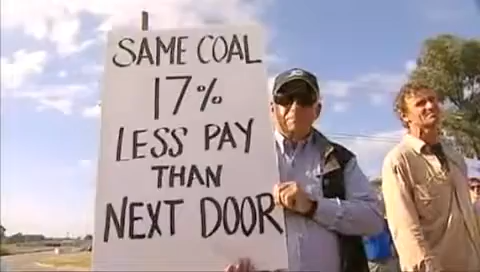 SAME COAL
17%
LESS PAY
THAN
NEXT DOOR